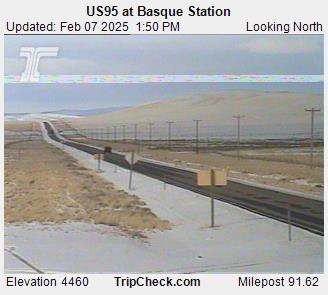 US95 at Basque Station
Updated: Feb 07 2025 1:50 PM Looking North
Elevation 4460 TripCheck.com Milepost 91.62